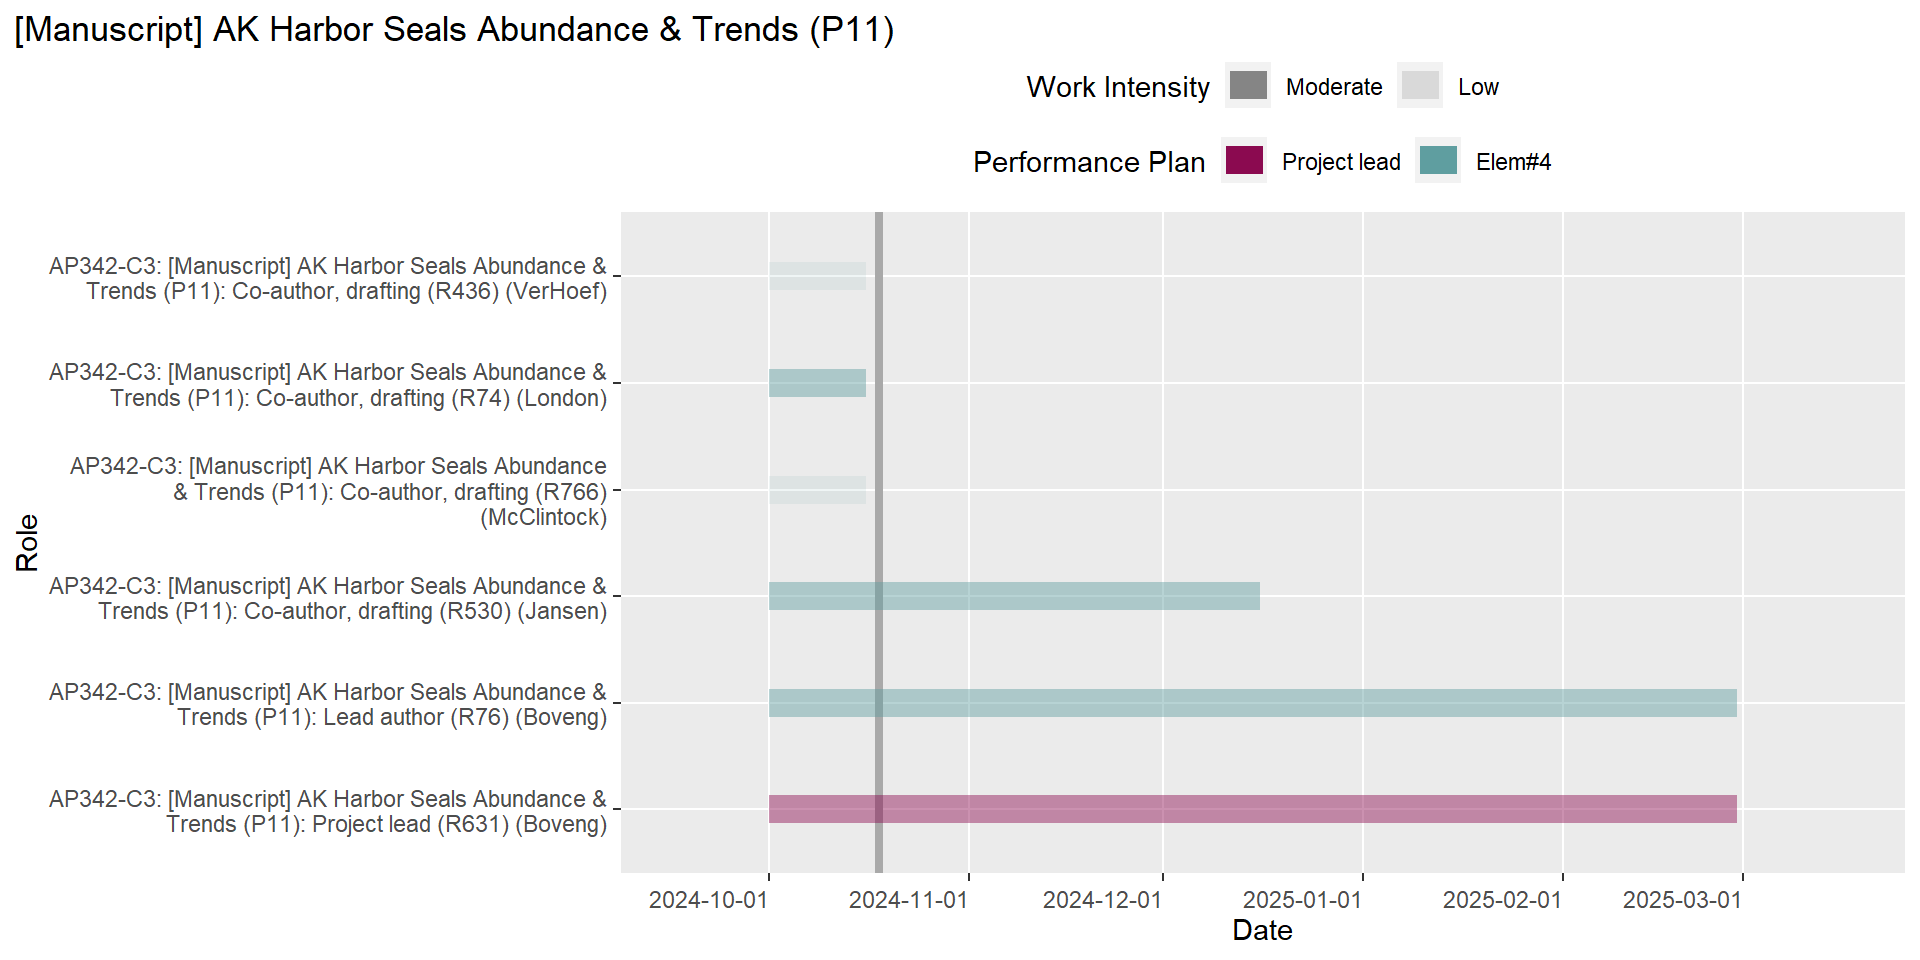 [Manuscript] AK Harbor Seals Abundance & Trends (P11)
Work Intensity Moderate Low
Performance Plan Project lead Elem#4
AP342-C3: [Manuscript] AK Harbor Seals Abundance &
Trends (P11): Co-author, drafting (R436) (VerHoef)
AP342-C3: [Manuscript] AK Harbor Seals Abundance &
Trends (P11): Co-author, drafting (R74) (London)
AP342-C3: [Manuscript] AK Harbor Seals Abundance
& Trends (P11): Co-author, drafting (R766)
(McClintock)
Role
AP342-C3: [Manuscript] AK Harbor Seals Abundance &
Trends (P11): Co-author, drafting (R530) (Jansen)
AP342-C3: [Manuscript] AK Harbor Seals Abundance &
Trends (P11): Lead author (R76) (Boveng)
AP342-C3: [Manuscript] AK Harbor Seals Abundance &
Trends (P11): Project lead (R631) (Boveng)
2024-10-01 2024-11-01 2024-12-01 2025-01-01 2025-02-01 2025-03-01
Date